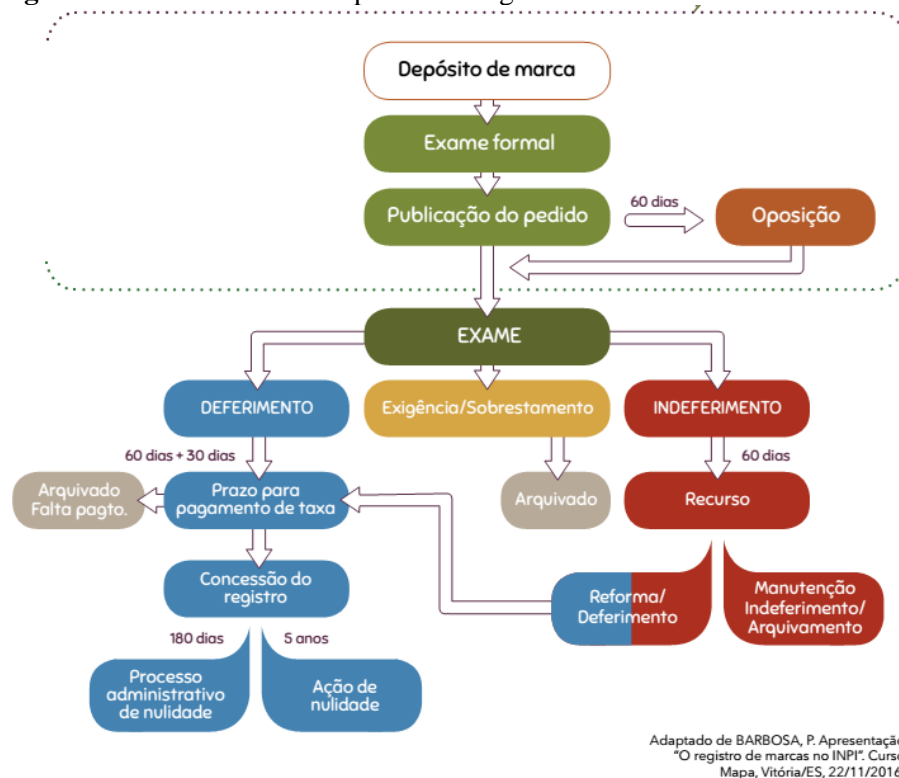 Depósito de marca
Exame formal
Publicação do pedido
60 dias
Oposição
EXAME
DEFERIMENTO
Exigência/Sobrestamento
INDEFERIMENTO
60 dias + 30 dias
60 dias
Arquivado
Falta pagto.
Prazo para
pagamento de taxa
Arquivado
Recurso
Concessão do
registro
Reforma/
Deferimento
Manutenção
Indeferimento/
Arquivamento
180 dias
5 anos
Processo
administrativo
de nulidade
Ação de
nulidade
Adaptado de BARBOSA, P. Apresentação
"O registro de marcas no INPI". Curso
Mapa, Vitória/ES, 22/11/2016